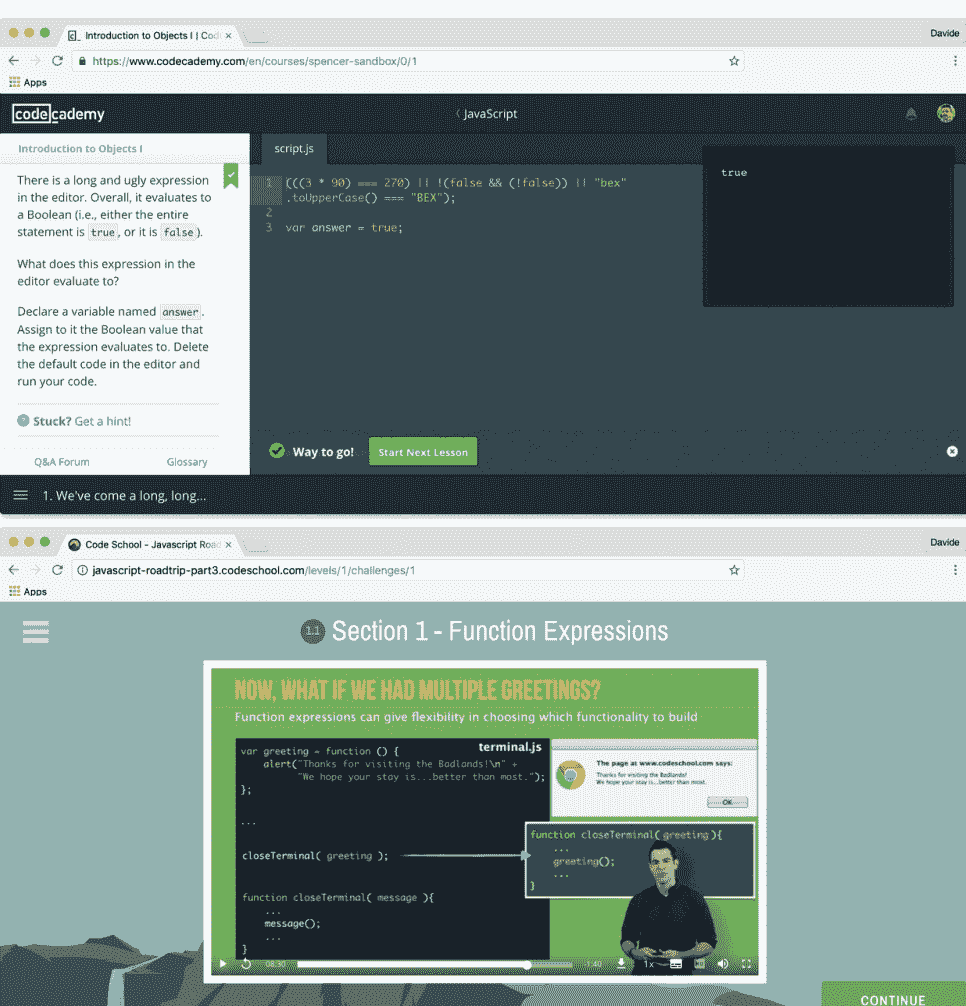 Introduction to Objects I | Cod
Davide
https://www.codecademy.com/en/courses/spencer-sandbox/0/1
Apps
codecademy
JavaScript
Introduction to Objects I
script.js
There is a long and ugly expression
in the editor. Overall, it evaluates to
a Boolean (i.e., either the entire
statement is true, or it is false).
What does this expression in the
editor evaluate to?
Declare a variable named answer.
Assign to it the Boolean value that
the expression evaluates to. Delete
the default code in the editor and
run your code.
Stuck? Get a hint!
Q&A Forum
Glossary
1 (((3 * 90) === 270) || !(false && (!false)) || "bex"
.toUpperCase() === "BEX");
2
3 var answer = true;
true
Way to go!
Start Next Lesson
1. We've come a long, long...
Code School - Javascript Road
Davide
javascript-roadtrip-part3.codeschool.com/levels/1/challenges/1
Apps
1.1 Section 1 - Function Expressions
NOW, WHAT IF WE HAD MULTIPLE GREETINGS?
Function expressions can give flexibility in choosing which functionality to build
terminal.js
var greeting = function () {
alert("Thanks for visiting the Badlands!\n" +
"We hope your stay is...better than most.");
};
...
closeTerminal( greeting );
function closeTerminal( message ){
...
message();
...
}
The page at www.codeschool.com says:
Thanks for visiting the Badlands!
We hope your stay is...better than most.
OK
function closeTerminal( greeting ){
...
greeting();
...
}
08:30
1:40
1x
CONTINUE